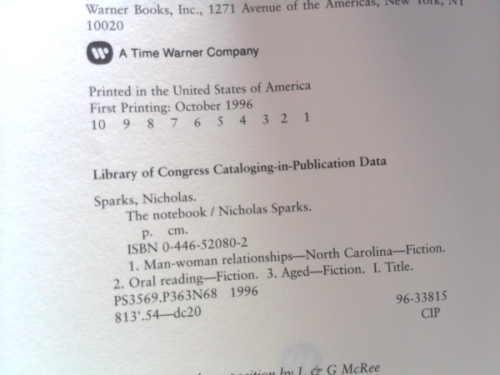 Warner Books, Inc., 1271 Avenue of the Americas, New York, NY
10020
A Time Warner Company
Printed in the United States of America
First Printing: October 1996
10 9 8 7 6 5 4 3 2 1
Library of Congress Cataloging-in-Publication Data
Sparks, Nicholas.
The notebook / Nicholas Sparks.
p. cm.
ISBN 0-446-52080-2
1. Man-woman relationships—North Carolina—Fiction.
2. Oral reading—Fiction. 3. Aged—Fiction. I. Title.
PS3569.P363N68 1996
813'.54—dc20
96-33815
CIP
by L & G McRee